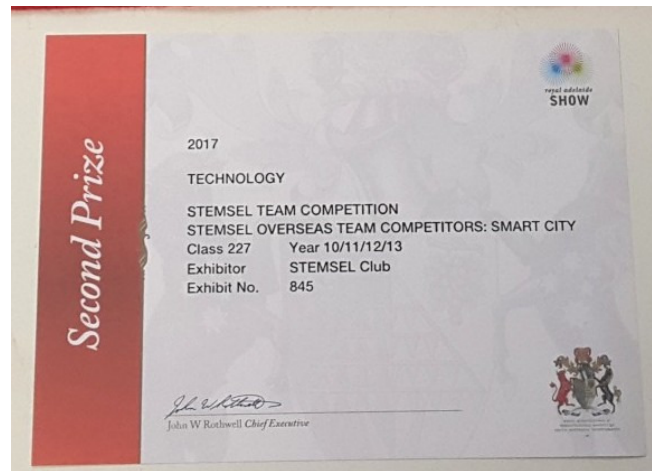 Second Prize
royal adelaide
SHOW
2017
TECHNOLOGY
STEMSEL TEAM COMPETITION
STEMSEL OVERSEAS TEAM COMPETITORS: SMART CITY
Class 227 Year 10/11/12/13
Exhibitor STEMSEL Club
Exhibit No. 845
John W Rothwell Chief Executive